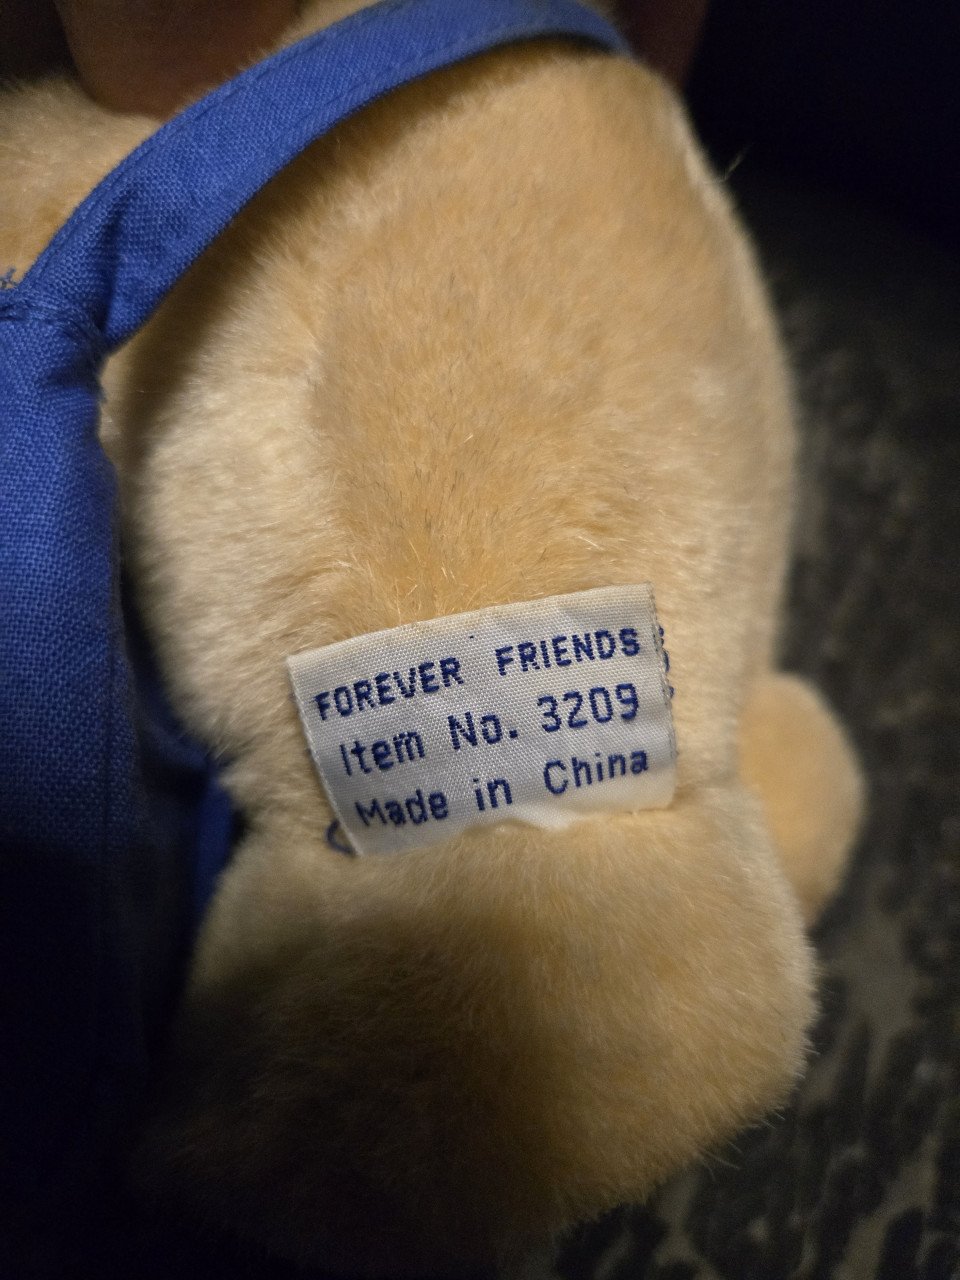 FOREVER FRIENDS
Item No. 3209
Made in China